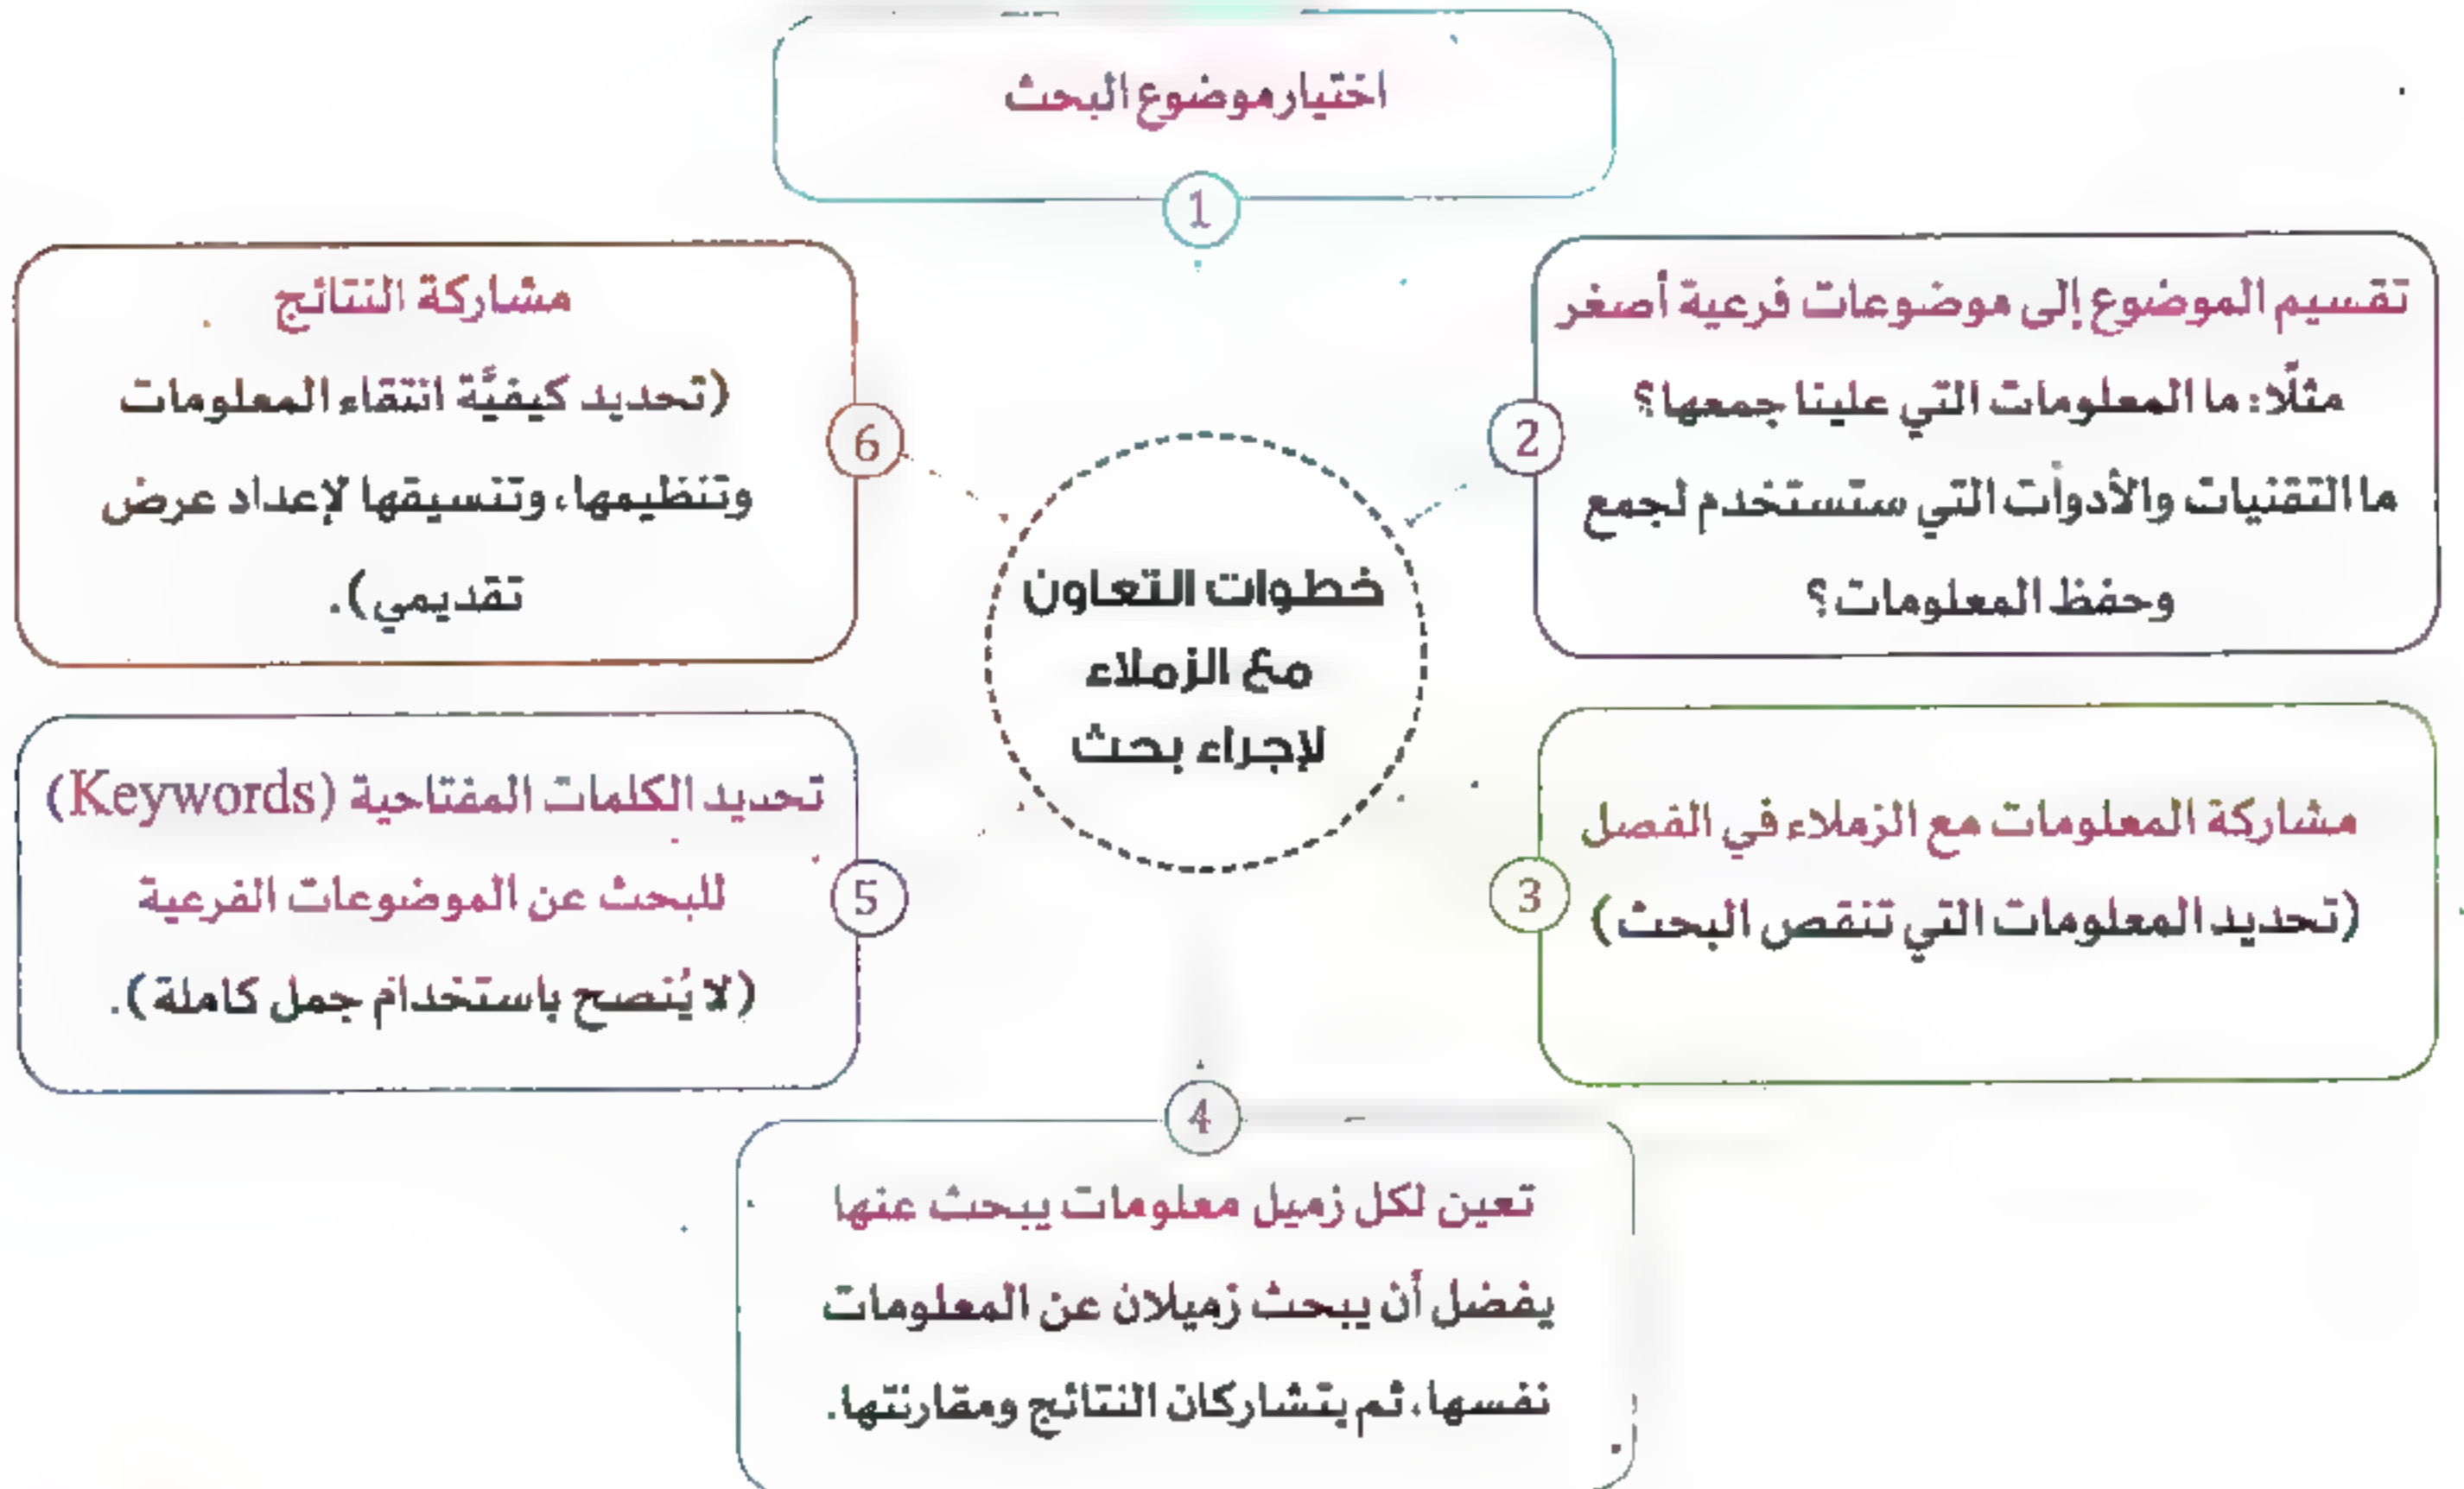 اختيار موضوع البحث
1
تقسيم الموضوع إلى موضوعات فرعية أصغر
مثلًا: ما المعلومات التي علينا جمعها؟
ما التقنيات والأدوات التي ستستخدم لجمع
وحفظ المعلومات؟
2
مشاركة المعلومات مع الزملاء في الفصل
(تحديد المعلومات التي تنقص البحث)
3
4
تعين لكل زميل معلومات يبحث عنها
يفضل أن يبحث زميلان عن المعلومات
نفسها، ثم يتشاركان النتائج ومقارنتها.
تحديد الكلمات المفتاحية (Keywords)
للبحث عن الموضوعات الفرعية
(لا يُنصح باستخدام جمل كاملة).
5
مشاركة النتائج
(تحديد كيفيَّة انتقاء المعلومات
وتنظيمها، وتنسيقها لإعداد عرض
تقديمي).
6
خطوات التعاون
مع الزملاء
لإجراء بحث